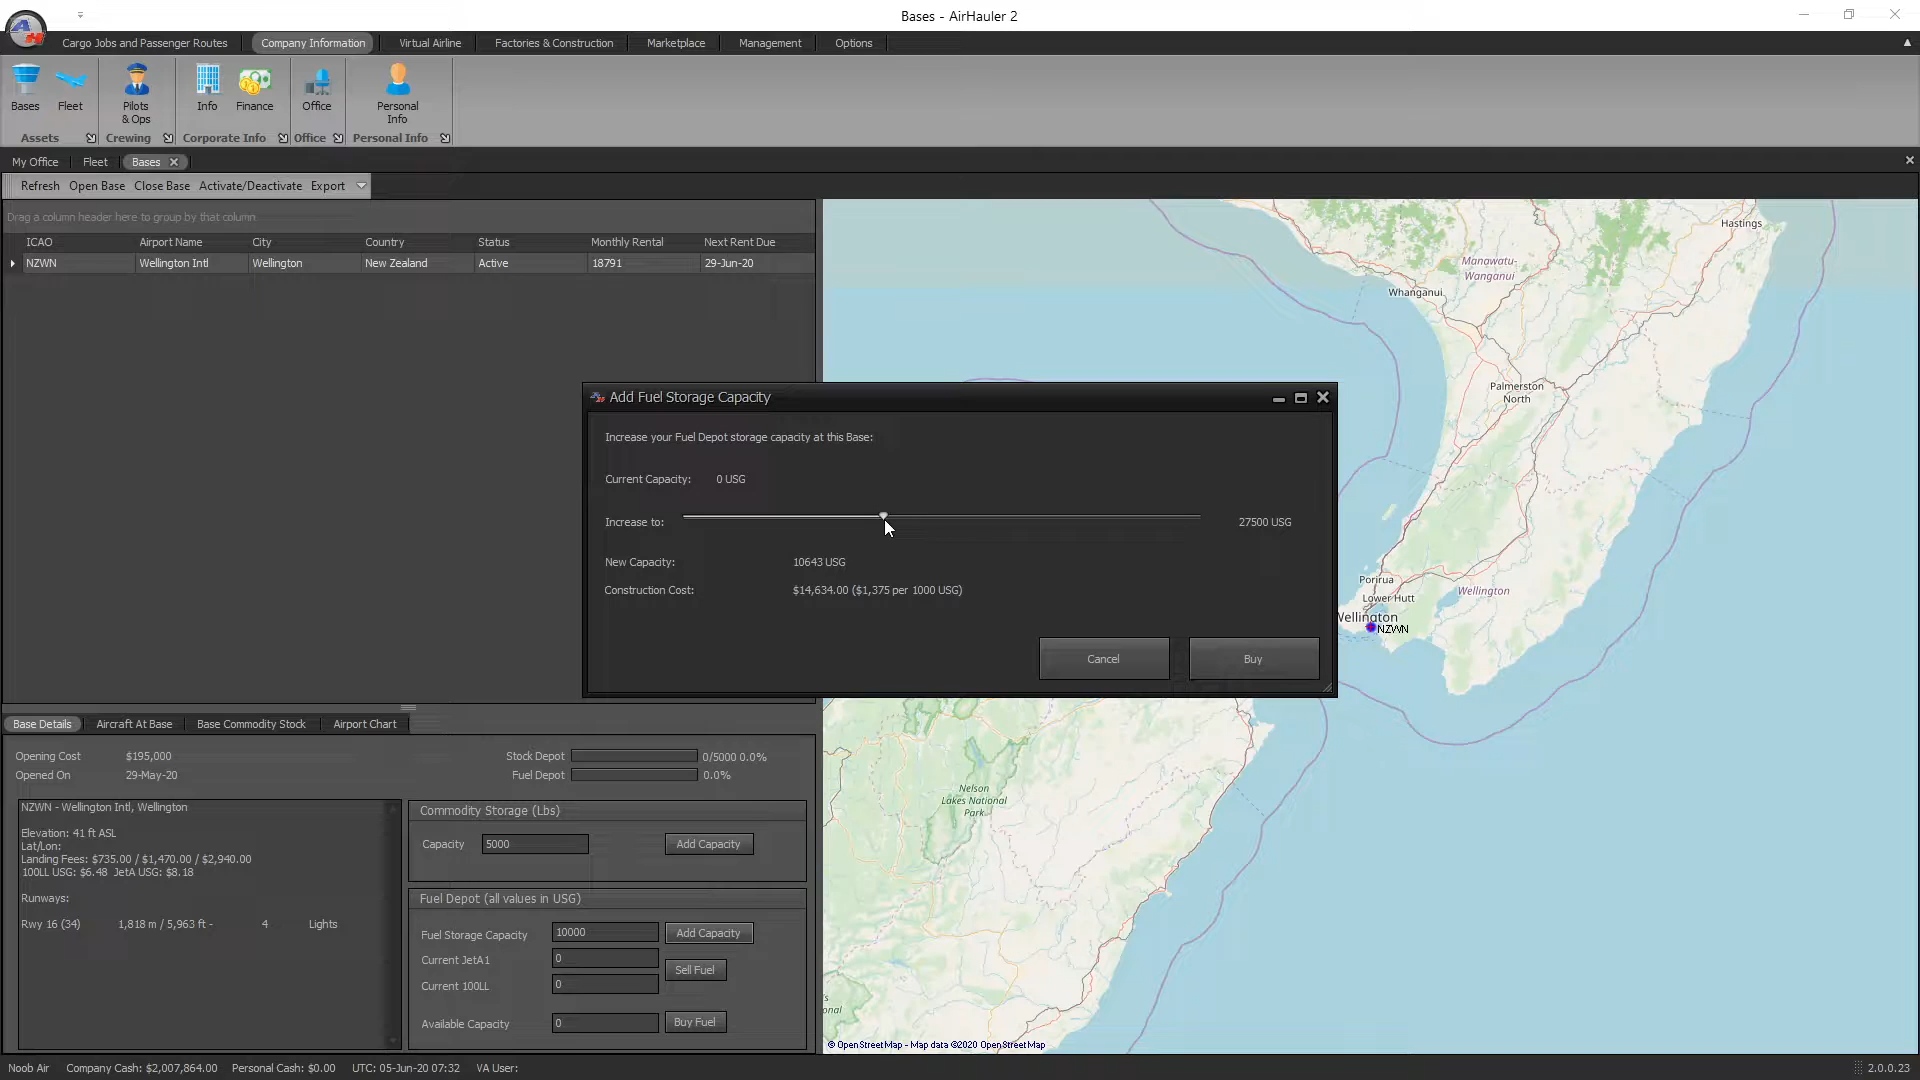 Bases - AirHauler 2
Cargo Jobs and Passenger Routes Company Information Virtual Airline Factories & Construction Marketplace Management Options
Bases Fleet Pilots & Ops Info Finance Office Personal Info
Assets Crewing Corporate Info Office Personal Info
My Office Fleet Bases
Refresh Open Base Close Base Activate/Deactivate Export
Drag a column header here to group by that column
ICAO Airport Name City Country Status Monthly Rental Next Rent Due
NZWN Wellington Intl Wellington New Zealand Active 18791 29-Jun-20
Hastings
Manawatu-
Wanganui
Whanganui
Palmerston
North
Porirua
Lower Hutt
Wellington
Wellington
NZWN
Add Fuel Storage Capacity
Increase your Fuel Depot storage capacity at this Base:
Current Capacity: 0 USG
Increase to: 27500 USG
New Capacity: 10643 USG
Construction Cost: $14,634.00 ($1,375 per 1000 USG)
Cancel Buy
Base Details Aircraft At Base Base Commodity Stock Airport Chart
Opening Cost $195,000
Opened On 29-May-20
Stock Depot 0/5000 0.0%
Fuel Depot 0.0%
NZWN - Wellington Intl, Wellington
Elevation: 41 ft ASL
Lat/Lon:
Landing Fees: $735.00 / $1,470.00 / $2,940.00
100LL USG: $6.48 JetA USG: $8.18
Runways:
Rwy 16 (34) 1,818 m / 5,963 ft - 4 Lights
Commodity Storage (Lbs)
Capacity 5000 Add Capacity
Fuel Depot (all values in USG)
Fuel Storage Capacity 10000 Add Capacity
Current JetA1 0 Sell Fuel
Current 100LL 0
Available Capacity 0 Buy Fuel
Nelson
Lakes National
Park
© OpenStreetMap - Map data ©2020 OpenStreetMap
Noob Air Company Cash: $2,007,864.00 Personal Cash: $0.00 UTC: 05-Jun-20 07:32 VA User: 2.0.0.23